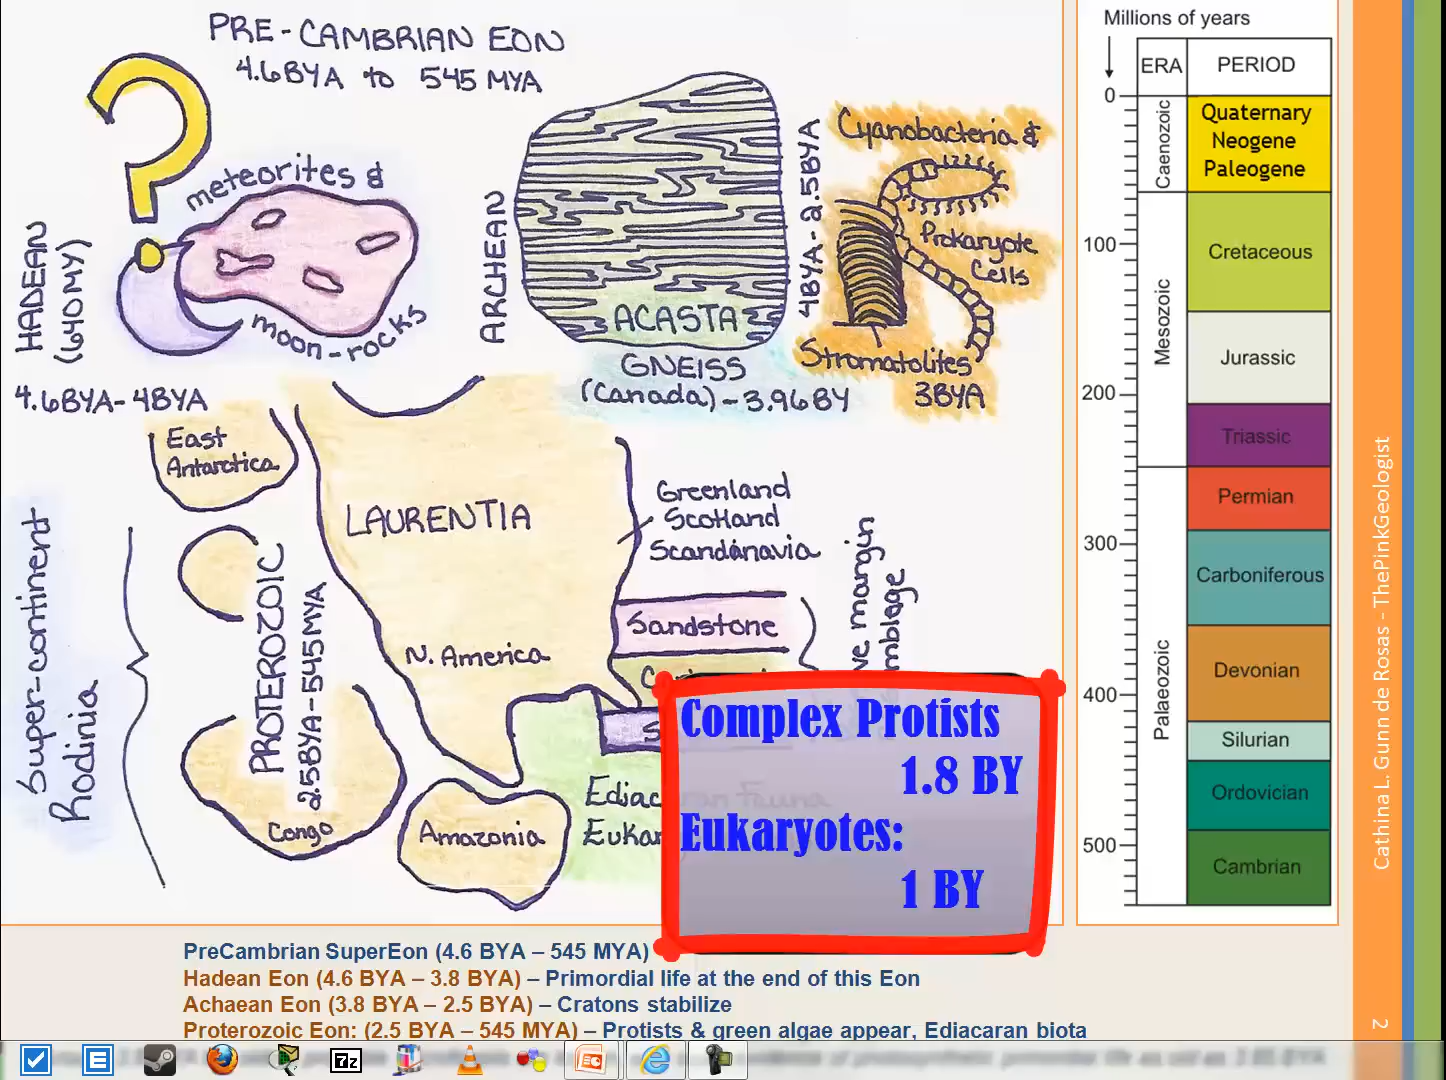 PRE-CAMBRIAN EON
4.6BYA to 545 MYA
HADEAN
(640MY)
4.6BYA-4BYA
meteorites &
moon-rocks
ARCHEAN
4BYA-2.5BYA
ACASTA
GNEISS
(Canada)-3.96BY
Cyanobacteria &
Prokaryote
Cells
Stromatolites
3BYA
Super-continent
Rodinia
East
Antarctica
PROTEROZOIC
2.5BYA-545MYA
LAURENTIA
N. America
Congo
Amazonia
Greenland
Scotland
Scandanavia
Sandstone
margin
Complex Protists
1.8 BY
Eukaryotes:
1 BY
Millions of years
ERA PERIOD
0
100
200
300
400
500
Caenozoic
Mesozoic
Palaeozoic
Quaternary
Neogene
Paleogene
Cretaceous
Jurassic
Triassic
Permian
Carboniferous
Devonian
Silurian
Ordovician
Cambrian
Cathina L. Gunn de Rosas - ThePinkGeologist
2
PreCambrian SuperEon (4.6 BYA – 545 MYA)
Hadean Eon (4.6 BYA – 3.8 BYA) – Primordial life at the end of this Eon
Achaean Eon (3.8 BYA – 2.5 BYA) – Cratons stabilize
Proterozoic Eon: (2.5 BYA – 545 MYA) – Protists & green algae appear, Ediacaran biota
7z